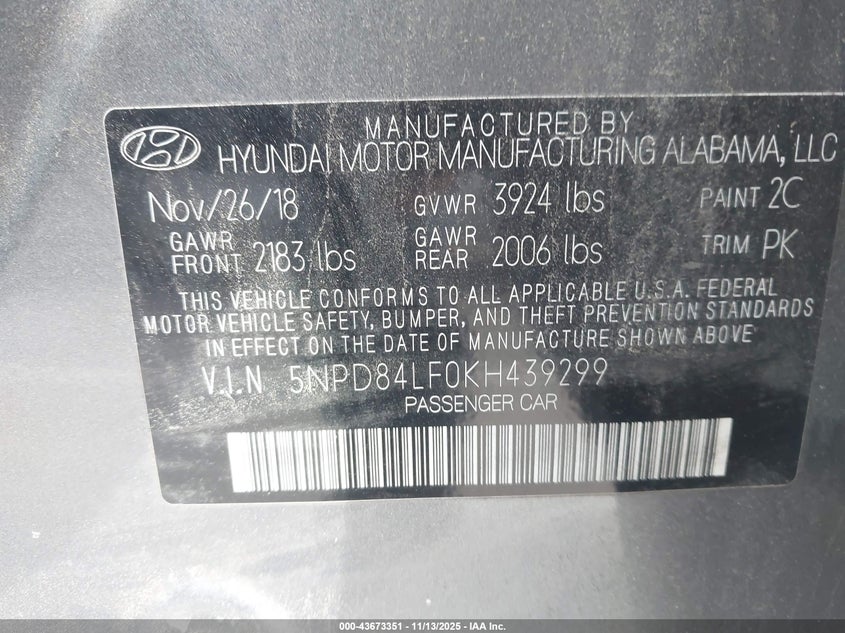 MANUFACTURED BY
HYUNDAI MOTOR MANUFACTURING ALABAMA, LLC
Nov/26/18 GVWR 3924 lbs PAINT 2C
GAWR FRONT 2183 lbs GAWR REAR 2006 lbs TRIM PK
THIS VEHICLE CONFORMS TO ALL APPLICABLE U.S.A. FEDERAL
MOTOR VEHICLE SAFETY, BUMPER, AND THEFT PREVENTION STANDARDS
IN EFFECT ON THE DATE OF MANUFACTURE SHOWN ABOVE
V.I.N 5NPD84LF0KH439299
PASSENGER CAR
000-43673351 - 11/13/2025 - IAA Inc.